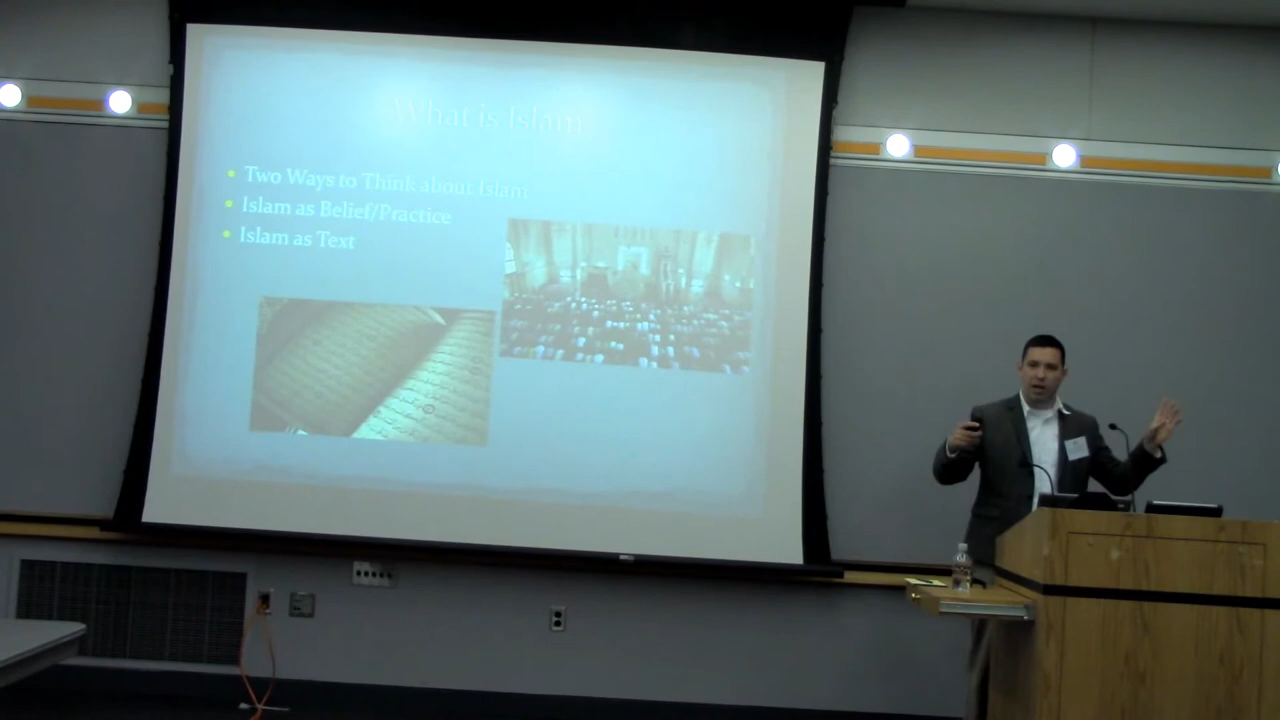 What is Islam
Two Ways to Think about Islam
Islam as Belief/Practice
Islam as Text